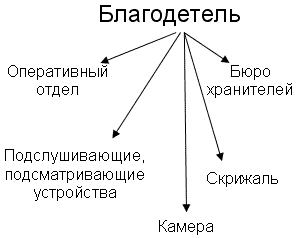 Благодетель
Оперативный
отдел
Бюро
хранителей
Подслушивающие,
подсматривающие
устройства
Скрижаль
Камера